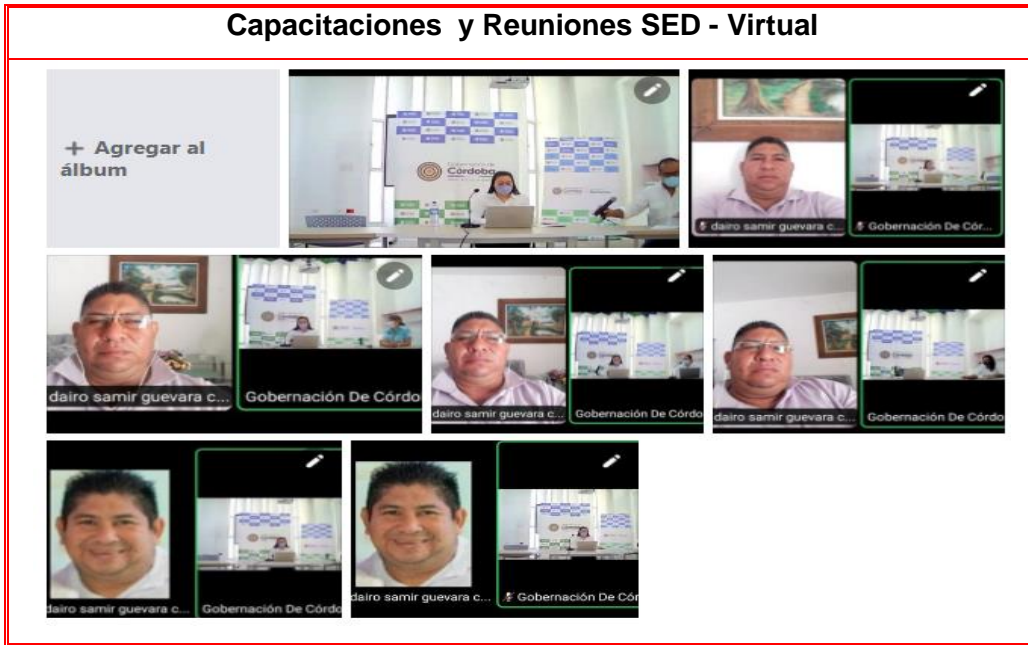 Capacitaciones y Reuniones SED - Virtual
+ Agregar al
álbum
Gobernación de
Córdoba
dairo samir guevara c...
Gobernación De Cór...
dairo samir guevara c...
Gobernación De Córdo
dairo samir guevara c...
Gobernación De Córdo
dairo samir guevara c...
Gobernación De Córdo
dairo samir guevara c...
Gobernación De Córdo
dairo samir guevara c...
Gobernación De Cór